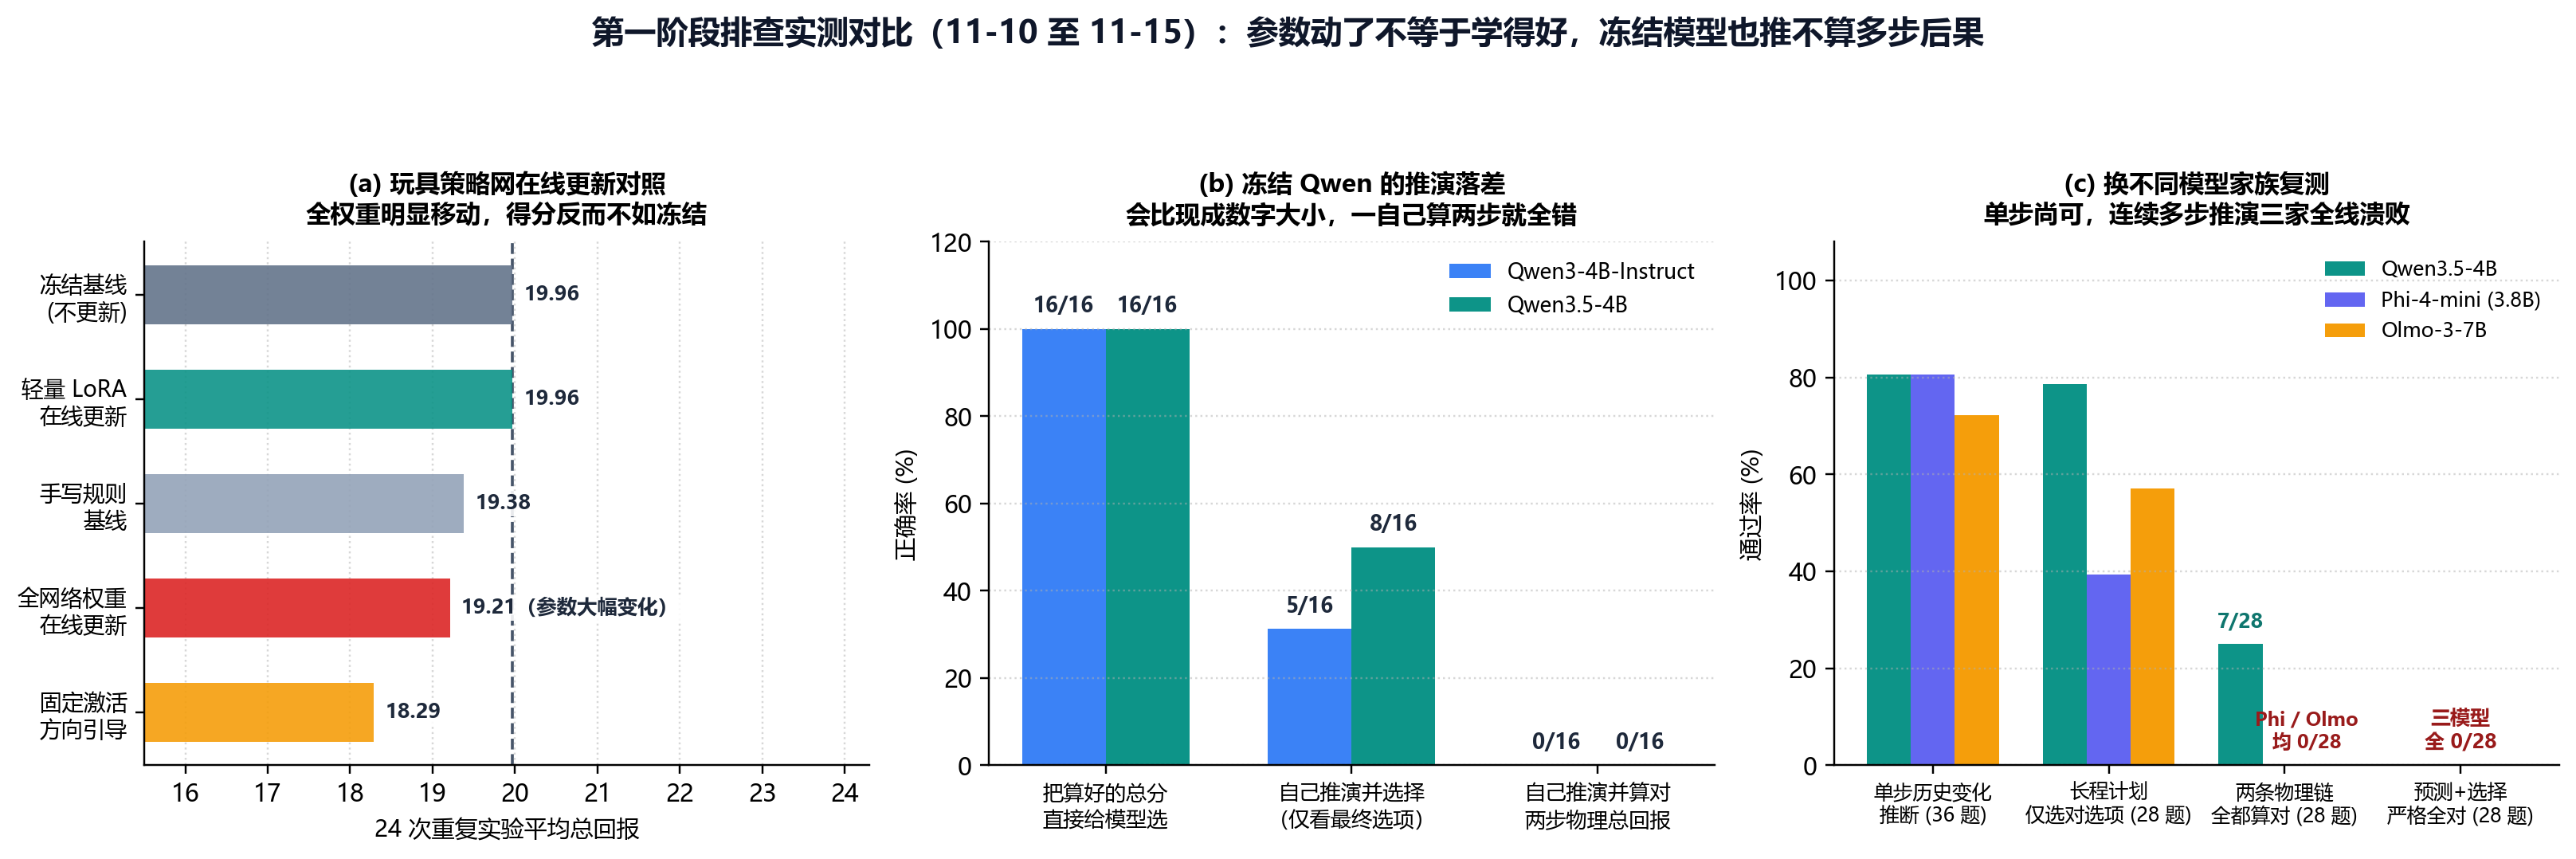 第一阶段排查实测对比（11-10 至 11-15）：参数动了不等于学得好，冻结模型也推不算多步后果
(a) 玩具策略网在线更新对照
全权重明显移动，得分反而不如冻结
冻结基线
(不更新)
19.96
轻量 LoRA
在线更新
19.96
手写规则
基线
19.38
全网络权重
在线更新
19.21（参数大幅变化）
固定激活
方向引导
18.29
16 17 18 19 20 21 22 23 24
24 次重复实验平均总回报
(b) 冻结 Qwen 的推演落差
会比现成数字大小，一自己算两步就全错
正确率 (%)
120
100
80
60
40
20
0
Qwen3-4B-Instruct
Qwen3.5-4B
16/16 16/16
5/16 8/16
0/16 0/16
把算好的总分
直接给模型选
自己推演并选择
（仅看最终选项）
自己推演并算对
两步物理总回报
(c) 换不同模型家族复测
单步尚可，连续多步推演三家全线溃败
通过率 (%)
100
80
60
40
20
0
Qwen3.5-4B
Phi-4-mini (3.8B)
Olmo-3-7B
7/28
Phi / Olmo
均 0/28
三模型
全 0/28
单步历史变化
推断 (36 题)
长程计划
仅选对选项 (28 题)
两条物理链
全都算对 (28 题)
预测+选择
严格全对 (28 题)